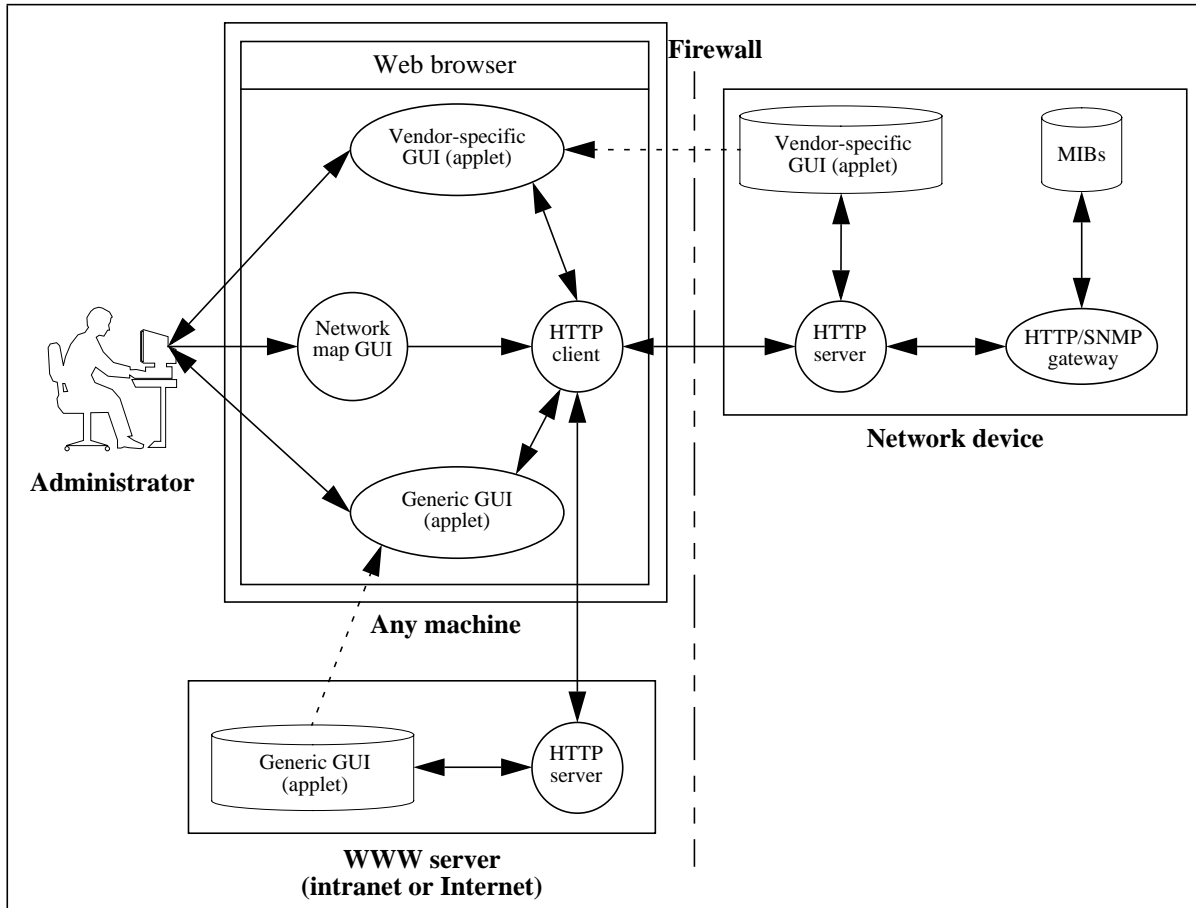 Firewall
Web browser
Vendor-specific
GUI (applet)
Vendor-specific
GUI (applet)
MIBs
Network
map GUI
HTTP
client
HTTP
server
HTTP/SNMP
gateway
Network device
Administrator
Generic GUI
(applet)
Any machine
Generic GUI
(applet)
HTTP
server
WWW server
(intranet or Internet)